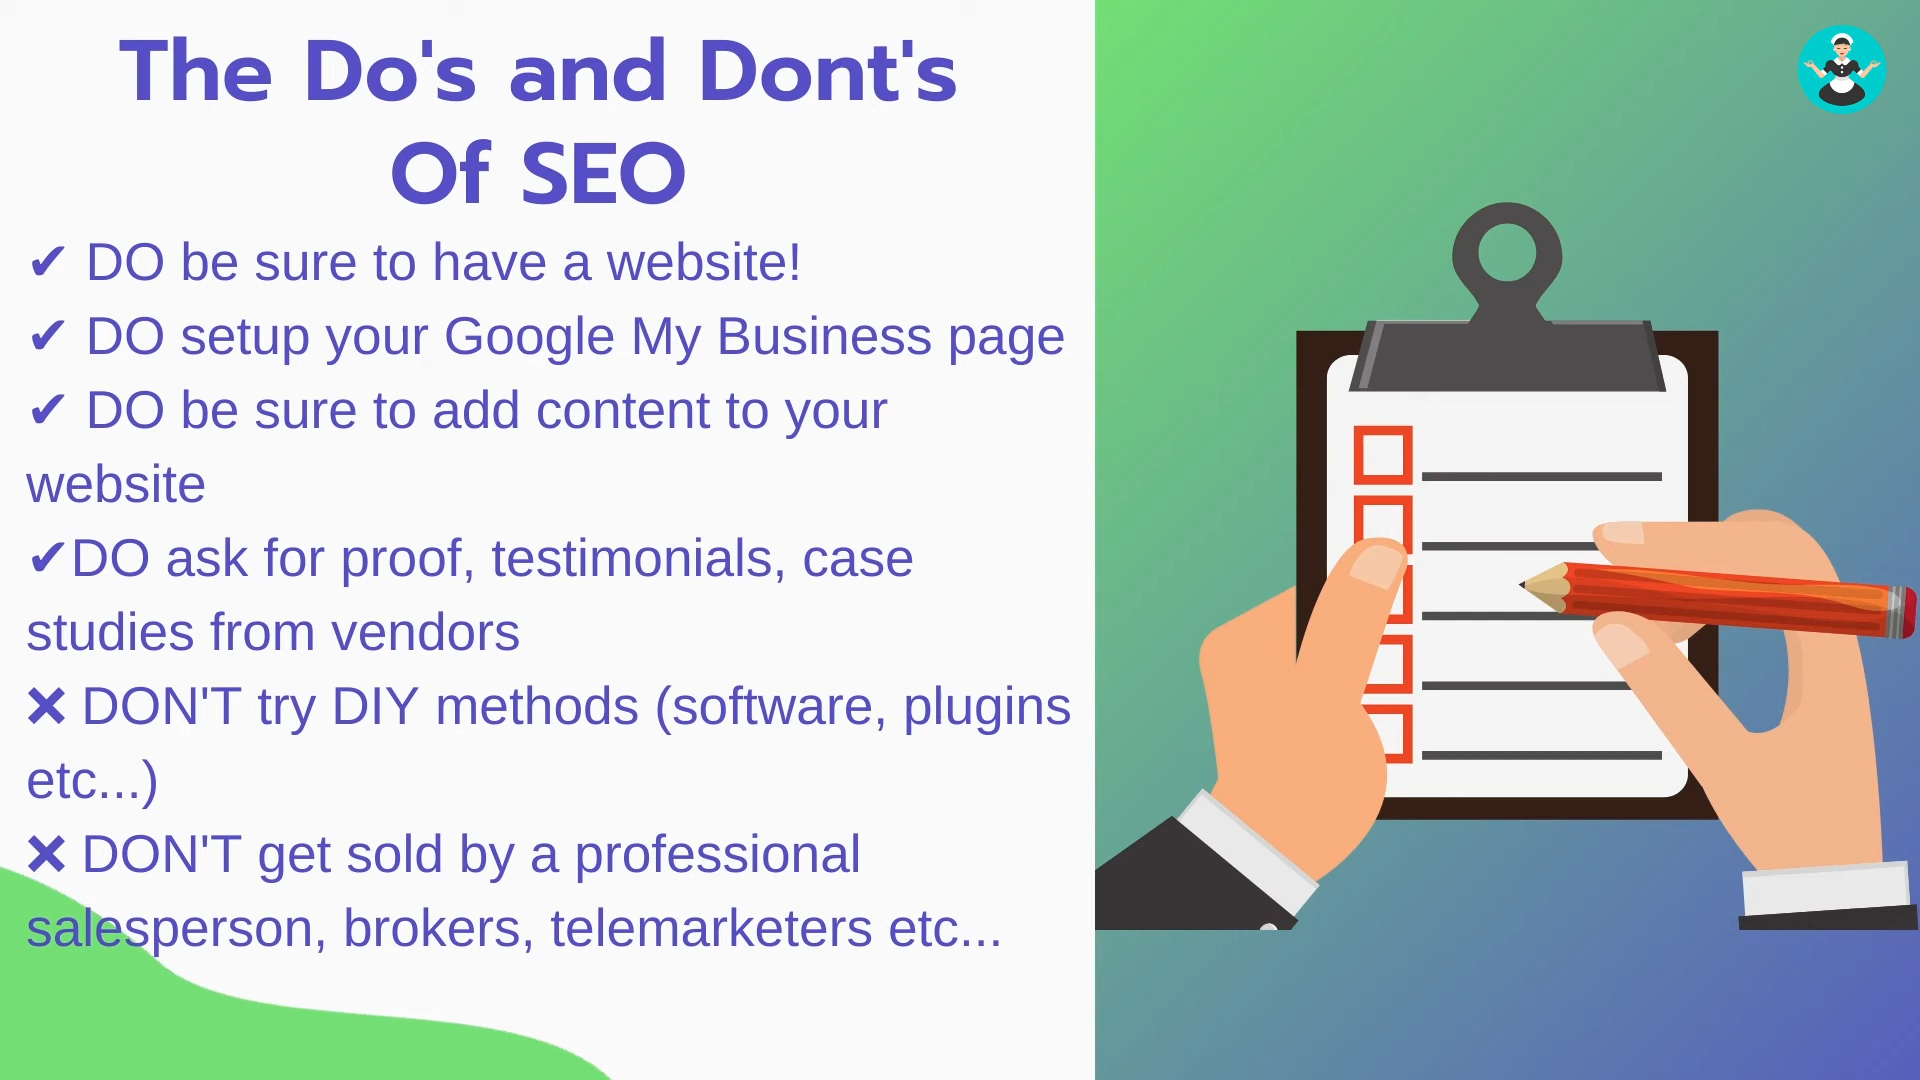 The Do's and Dont's
Of SEO
✔ DO be sure to have a website!
✔ DO setup your Google My Business page
✔ DO be sure to add content to your
website
✔DO ask for proof, testimonials, case
studies from vendors
❌ DON'T try DIY methods (software, plugins
etc...)
❌ DON'T get sold by a professional
salesperson, brokers, telemarketers etc...